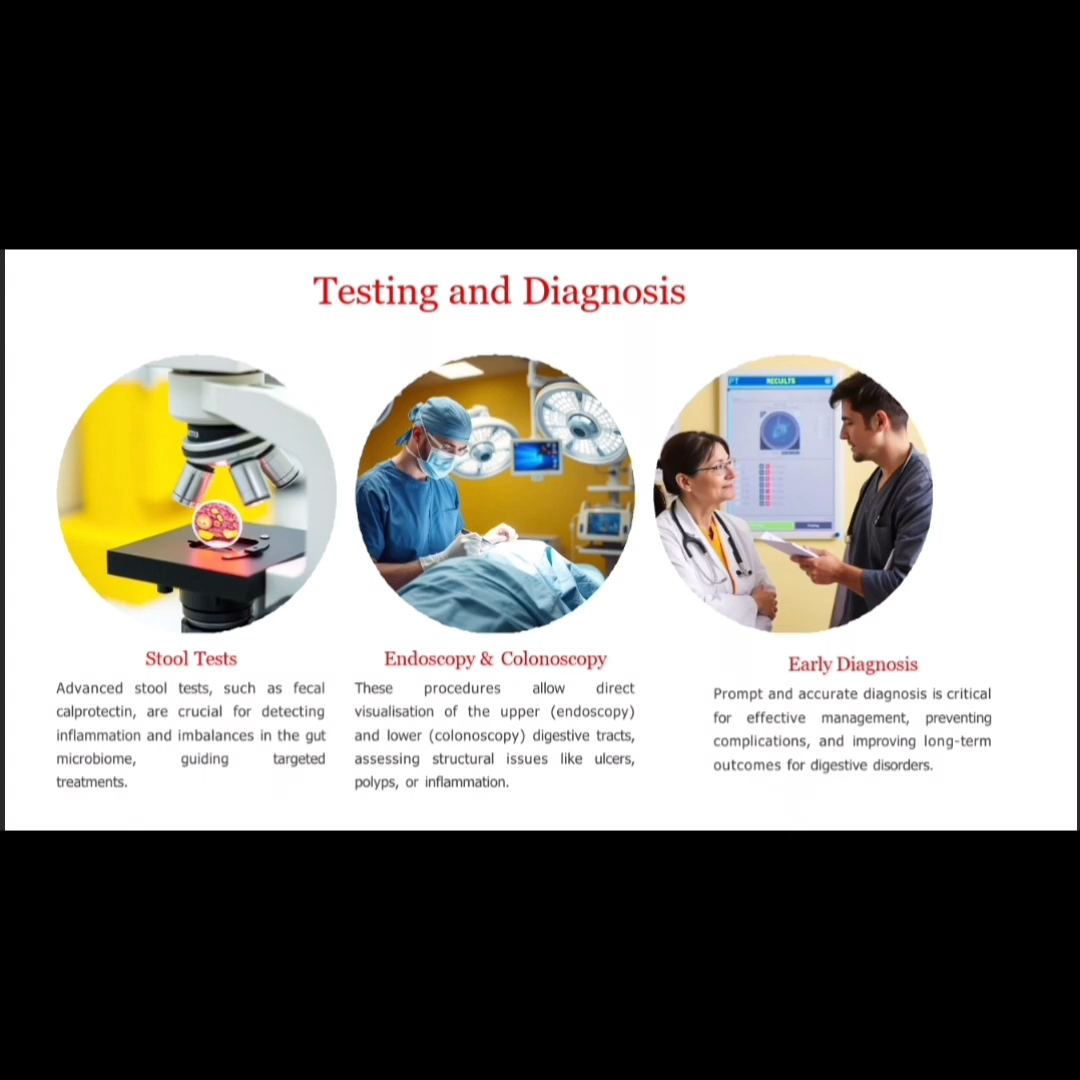 Testing and Diagnosis
RECULTS
Stool Tests
Advanced stool tests, such as fecal
calprotectin, are crucial for detecting
inflammation and imbalances in the gut
microbiome, guiding targeted
treatments.
Endoscopy & Colonoscopy
These procedures allow direct
visualisation of the upper (endoscopy)
and lower (colonoscopy) digestive tracts,
assessing structural issues like ulcers,
polyps, or inflammation.
Early Diagnosis
Prompt and accurate diagnosis is critical
for effective management, preventing
complications, and improving long-term
outcomes for digestive disorders.